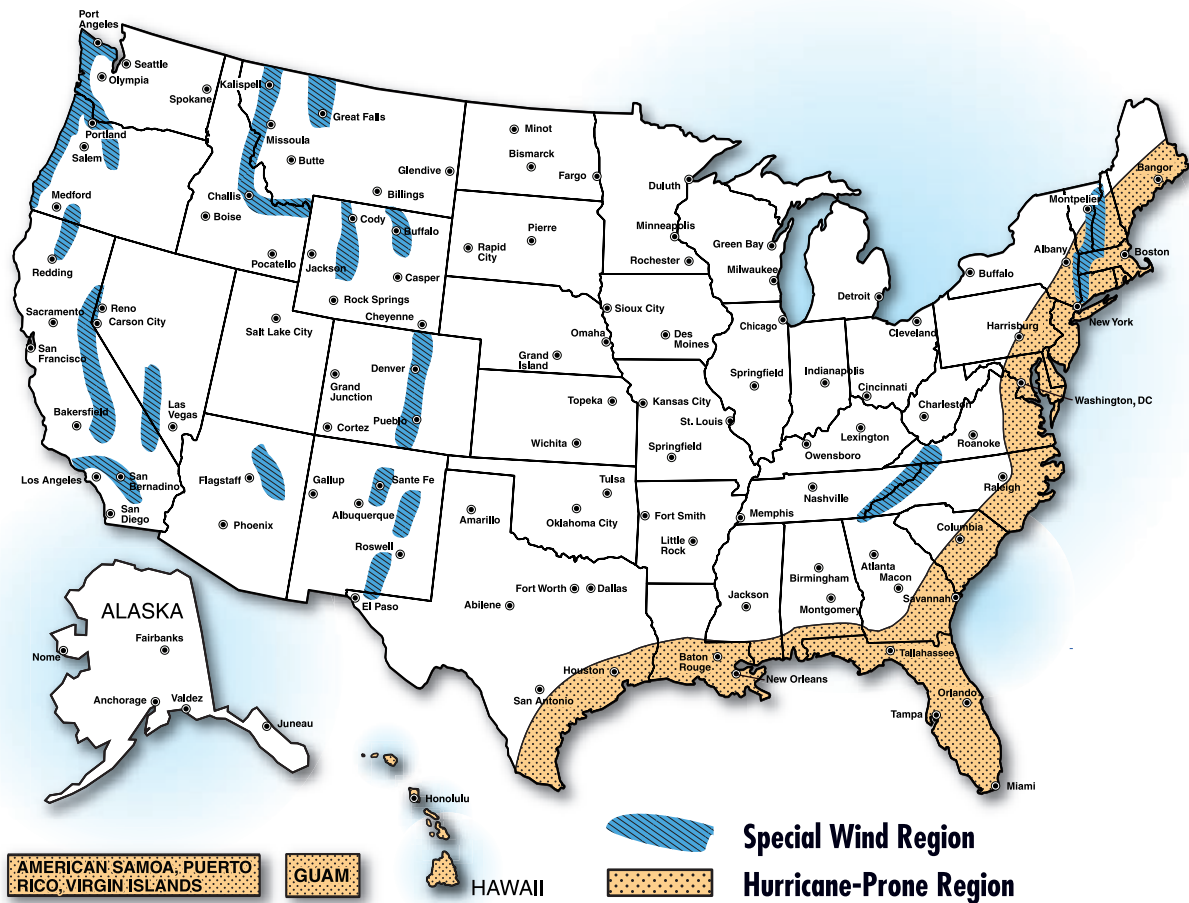 Port
Angeles
Seattle
Olympia
Spokane
Kalispell
Great Falls
Portland
Salem
Missoula
Butte
Glendive
Billings
Minot
Bismarck
Fargo
Duluth
Bangor
Medford
Challis
Boise
Cody
Buffalo
Pierre
Rapid
City
Minneapolis
Rochester
Green Bay
Milwaukee
Montpelier
Albany
Boston
Buffalo
Redding
Pocatello
Jackson
Casper
Rock Springs
Cheyenne
Sioux City
Detroit
Chicago
Cleveland
Harrisburg
New York
Sacramento
Reno
Carson City
Salt Lake City
Omaha
Des
Moines
San
Francisco
Grand
Junction
Denver
Grand
Island
Springfield
Indianapolis
Cincinnati
Charleston
Washington, DC
Bakersfield
Las
Vegas
Cortez
Pueblo
Topeka
Kansas City
St. Louis
Wichita
Springfield
Lexington
Owensboro
Roanoke
Los Angeles
San
Bernadino
Flagstaff
Gallup
Sante Fe
Tulsa
Nashville
Raleigh
San
Diego
Phoenix
Albuquerque
Amarillo
Oklahoma City
Fort Smith
Memphis
Columbia
Roswell
Little
Rock
Atlanta
Macon
Birmingham
El Paso
Fort Worth
Dallas
Abilene
Jackson
Montgomery
Savannah
ALASKA
Fairbanks
Nome
Anchorage
Valdez
Juneau
Houston
San Antonio
Baton
Rouge
New Orleans
Tallahassee
Orlando
Tampa
Miami
Honolulu
HAWAII
AMERICAN SAMOA, PUERTO
RICO, VIRGIN ISLANDS
GUAM
Special Wind Region
Hurricane-Prone Region